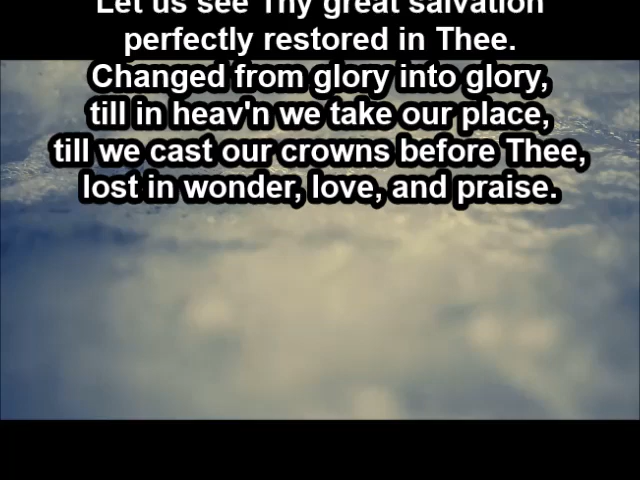 Let us see Thy great salvation
perfectly restored in Thee.
Changed from glory into glory,
till in heav'n we take our place,
till we cast our crowns before Thee,
lost in wonder, love, and praise.